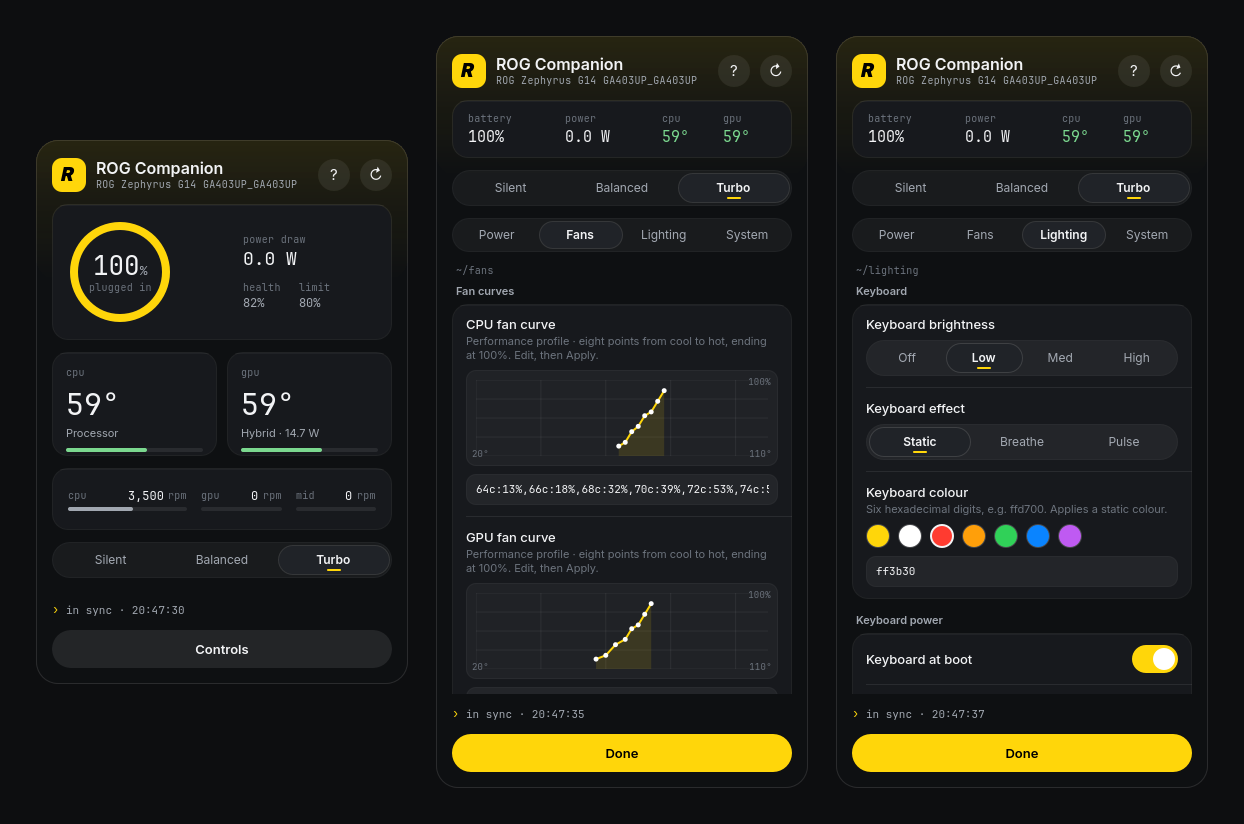 R ROG Companion ?
ROG Zephyrus G14 GA403UP_GA403UP
100%
plugged in
power draw
0.0 W
health limit
82% 80%
cpu
59°
Processor
gpu
59°
Hybrid · 14.7 W
cpu 3,500 rpm gpu 0 rpm mid 0 rpm
Silent Balanced Turbo
› in sync · 20:47:30
Controls
R ROG Companion ?
ROG Zephyrus G14 GA403UP_GA403UP
battery power cpu gpu
100% 0.0 W 59° 59°
Silent Balanced Turbo
Power Fans Lighting System
~/fans
Fan curves
CPU fan curve
Performance profile · eight points from cool to hot, ending
at 100%. Edit, then Apply.
100%
20° 110°
64c:13%,66c:18%,68c:32%,70c:39%,72c:53%,74c:5
GPU fan curve
Performance profile · eight points from cool to hot, ending
at 100%. Edit, then Apply.
100%
20° 110°
› in sync · 20:47:35
Done
R ROG Companion ?
ROG Zephyrus G14 GA403UP_GA403UP
battery power cpu gpu
100% 0.0 W 59° 59°
Silent Balanced Turbo
Power Fans Lighting System
~/lighting
Keyboard
Keyboard brightness
Off Low Med High
Keyboard effect
Static Breathe Pulse
Keyboard colour
Six hexadecimal digits, e.g. ffd700. Applies a static colour.
ff3b30
Keyboard power
Keyboard at boot
› in sync · 20:47:37
Done